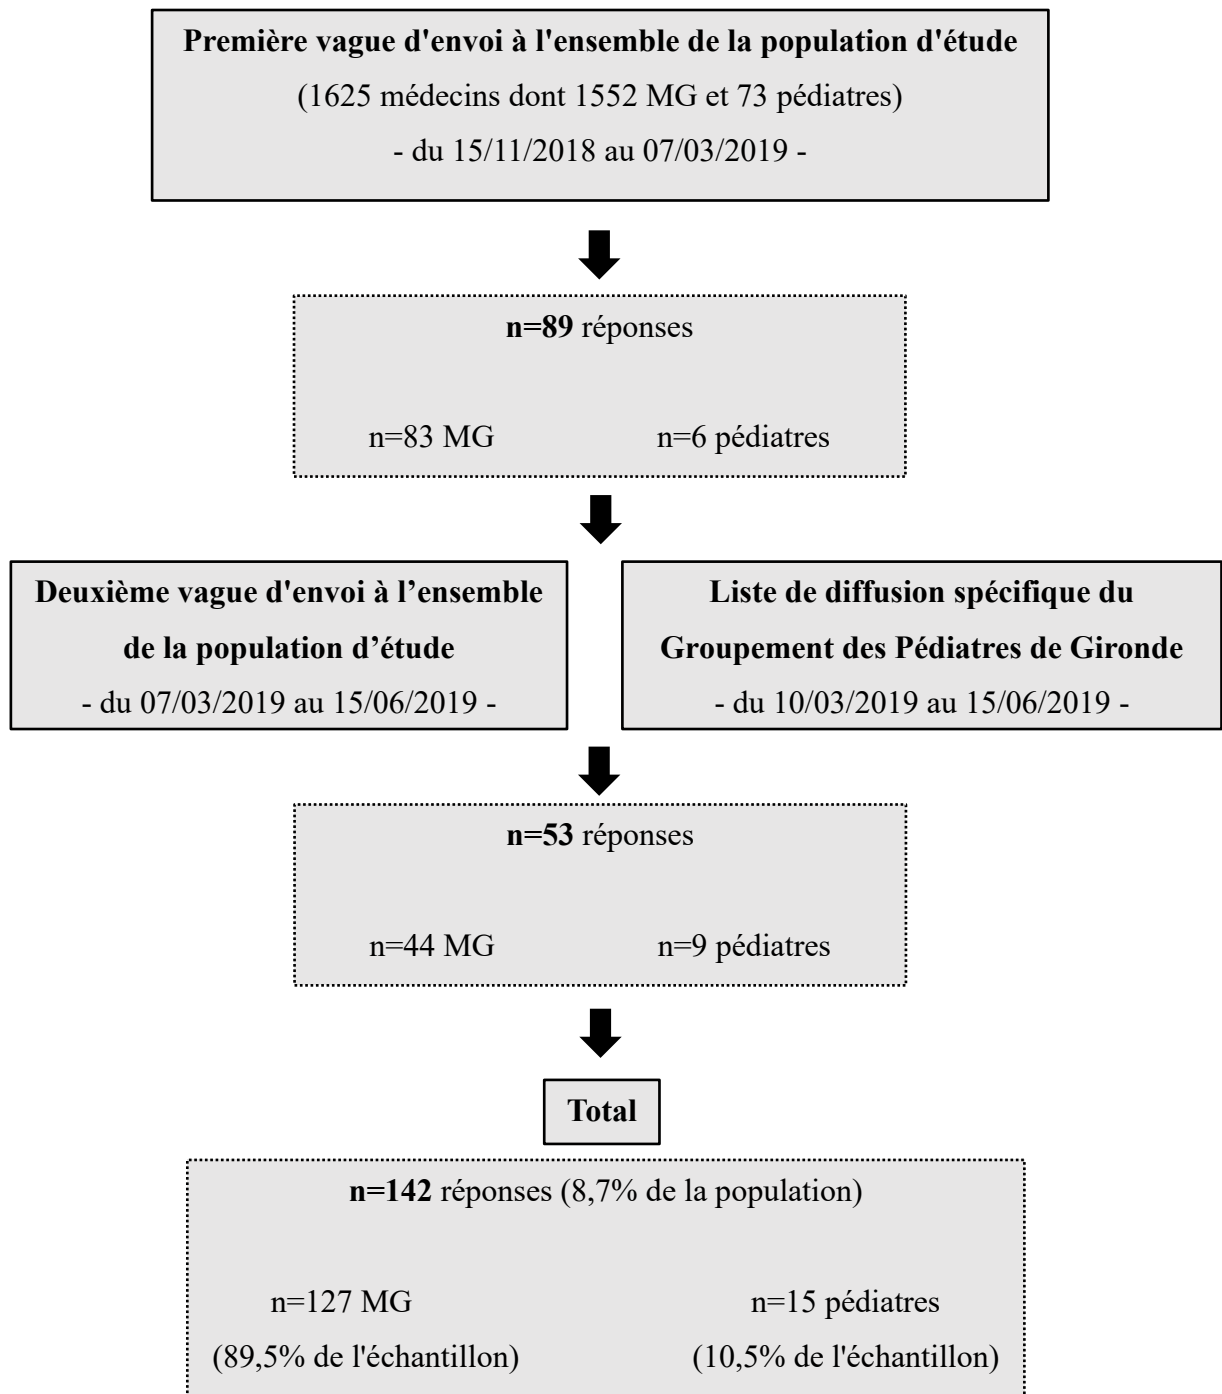 Première vague d'envoi à l'ensemble de la population d'étude
(1625 médecins dont 1552 MG et 73 pédiatres)
- du 15/11/2018 au 07/03/2019 -
n=89 réponses
n=83 MG
n=6 pédiatres
Deuxième vague d'envoi à l’ensemble
de la population d’étude
- du 07/03/2019 au 15/06/2019 -
Liste de diffusion spécifique du
Groupement des Pédiatres de Gironde
- du 10/03/2019 au 15/06/2019 -
n=53 réponses
n=44 MG
n=9 pédiatres
Total
n=142 réponses (8,7% de la population)
n=127 MG
(89,5% de l'échantillon)
n=15 pédiatres
(10,5% de l'échantillon)